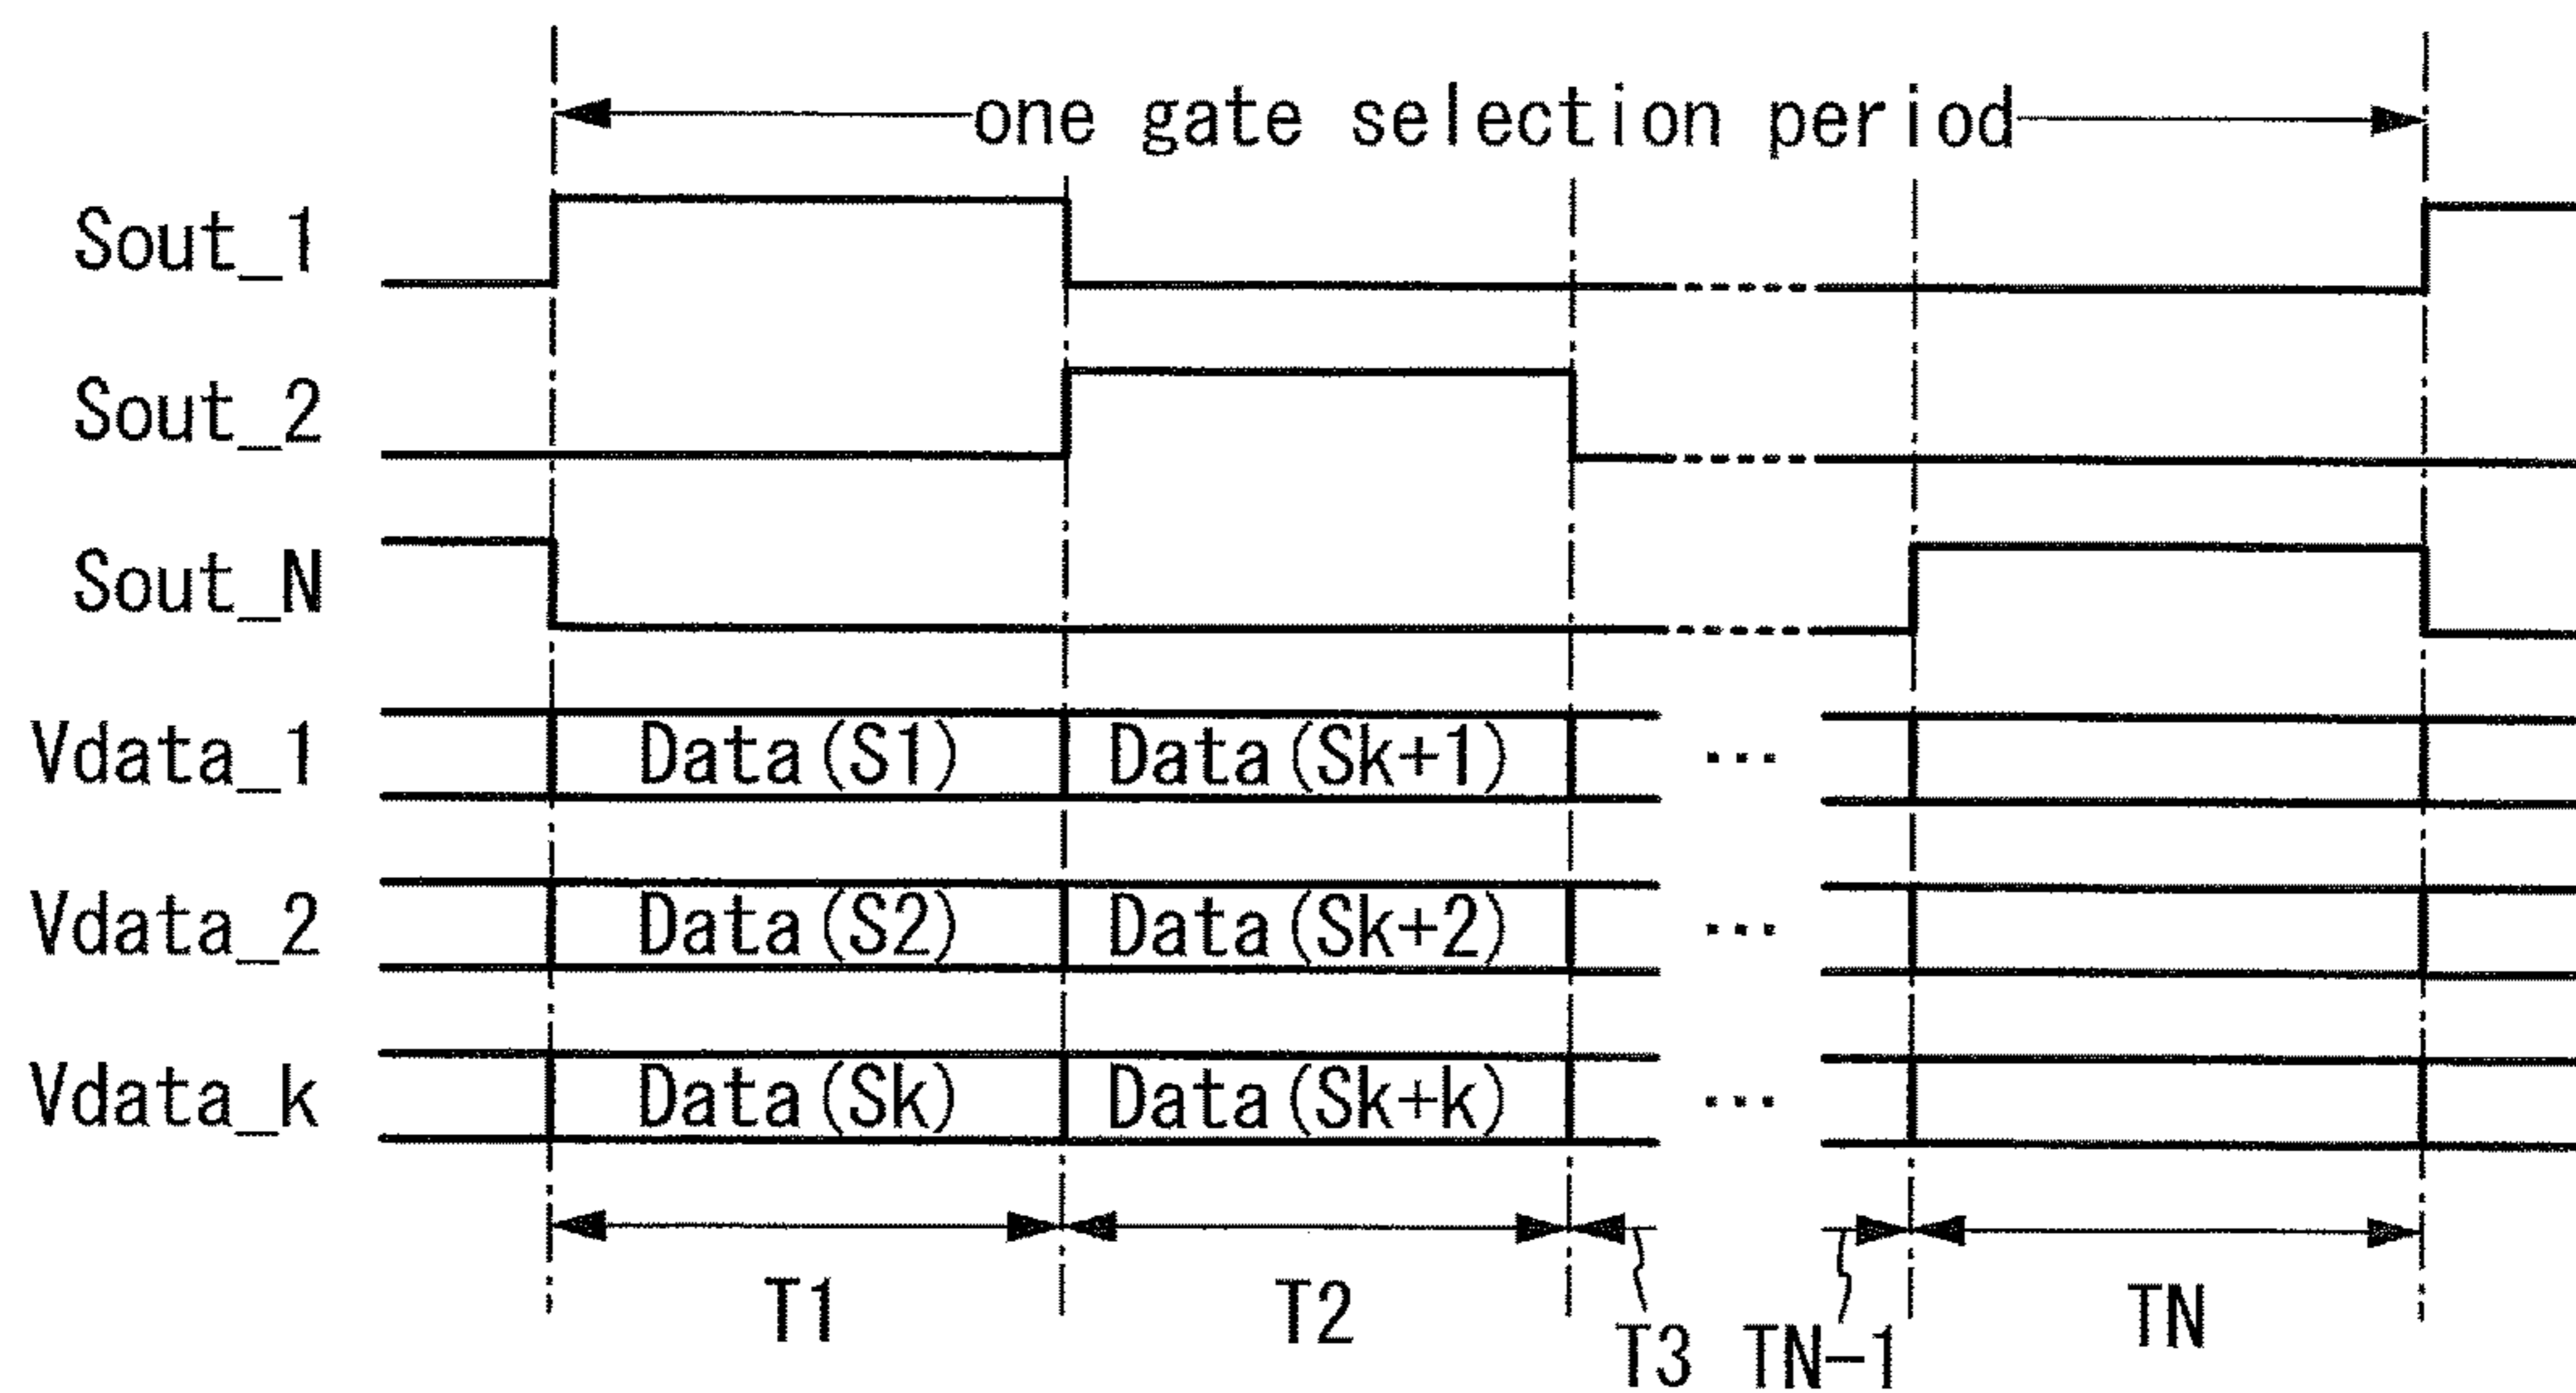 one gate selection period
Sout_1
Sout_2
Sout_N
Vdata_1 Data(S1) Data(Sk+1) ...
Vdata_2 Data(S2) Data(Sk+2) ...
Vdata_k Data(Sk) Data(Sk+k) ...
T1 T2 T3 TN-1 TN